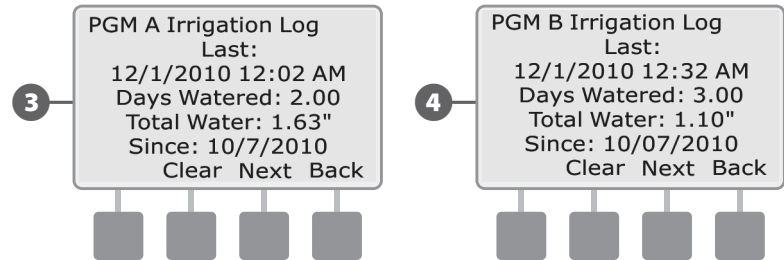 3
PGM A Irrigation Log
Last:
12/1/2010 12:02 AM
Days Watered: 2.00
Total Water: 1.63"
Since: 10/7/2010
Clear Next Back
4
PGM B Irrigation Log
Last:
12/1/2010 12:32 AM
Days Watered: 3.00
Total Water: 1.10"
Since: 10/07/2010
Clear Next Back